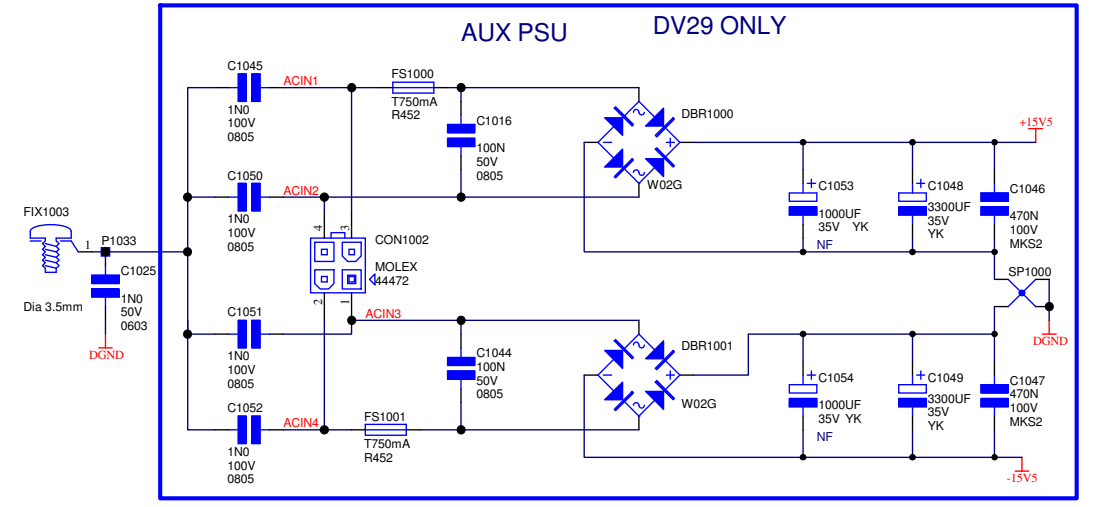 AUX PSU
DV29 ONLY
C1045
ACIN1
1N0
100V
0805
FS1000
T750mA
R452
C1016
100N
50V
0805
DBR1000
W02G
+15V5
C1050
ACIN2
1N0
100V
0805
C1053
1000UF
35V YK
NF
C1048
3300UF
35V
YK
C1046
470N
100V
MKS2
FIX1003
1
P1033
C1025
1N0
50V
0603
Dia 3.5mm
DGND
4
3
CON1002
MOLEX
44472
2
1
SP1000
DGND
C1051
ACIN3
1N0
100V
0805
C1044
100N
50V
0805
DBR1001
W02G
C1054
1000UF
35V YK
NF
C1049
3300UF
35V
YK
C1047
470N
100V
MKS2
C1052
ACIN4
1N0
100V
0805
FS1001
T750mA
R452
-15V5